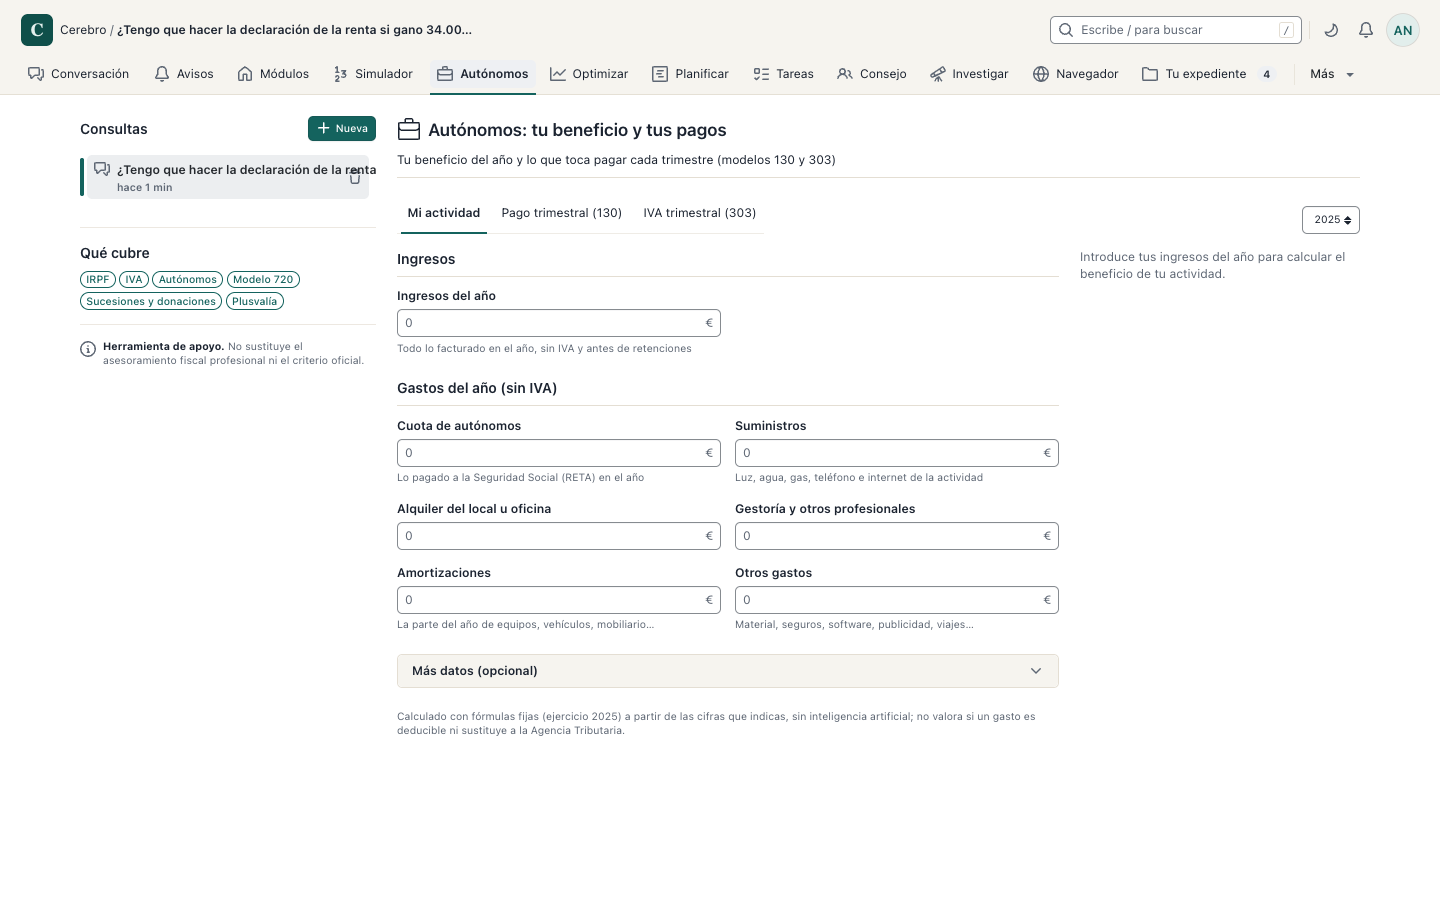 C
Cerebro / ¿Tengo que hacer la declaración de la renta si gano 34.00...
Escribe / para buscar
/
AN
Conversación
Avisos
Módulos
Simulador
Autónomos
Optimizar
Planificar
Tareas
Consejo
Investigar
Navegador
Tu expediente 4
Más
Consultas
Nueva
¿Tengo que hacer la declaración de la renta
hace 1 min
Qué cubre
IRPF
IVA
Autónomos
Modelo 720
Sucesiones y donaciones
Plusvalía
Herramienta de apoyo. No sustituye el
asesoramiento fiscal profesional ni el criterio oficial.
Autónomos: tu beneficio y tus pagos
Tu beneficio del año y lo que toca pagar cada trimestre (modelos 130 y 303)
Mi actividad
Pago trimestral (130)
IVA trimestral (303)
2025
Ingresos
Ingresos del año
0 €
Todo lo facturado en el año, sin IVA y antes de retenciones
Gastos del año (sin IVA)
Cuota de autónomos
0 €
Lo pagado a la Seguridad Social (RETA) en el año
Suministros
0 €
Luz, agua, gas, teléfono e internet de la actividad
Alquiler del local u oficina
0 €
Gestoría y otros profesionales
0 €
Amortizaciones
0 €
La parte del año de equipos, vehículos, mobiliario...
Otros gastos
0 €
Material, seguros, software, publicidad, viajes...
Más datos (opcional)
Calculado con fórmulas fijas (ejercicio 2025) a partir de las cifras que indicas, sin inteligencia artificial; no valora si un gasto es
deducible ni sustituye a la Agencia Tributaria.
Introduce tus ingresos del año para calcular el
beneficio de tu actividad.